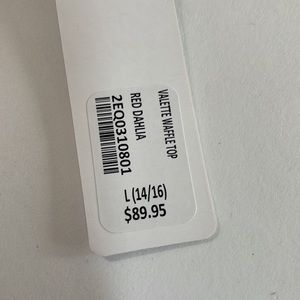 VALETTE WAFFLE TOP
RED DAHLIA
2EQ0310801
L (14/16)
$89.95